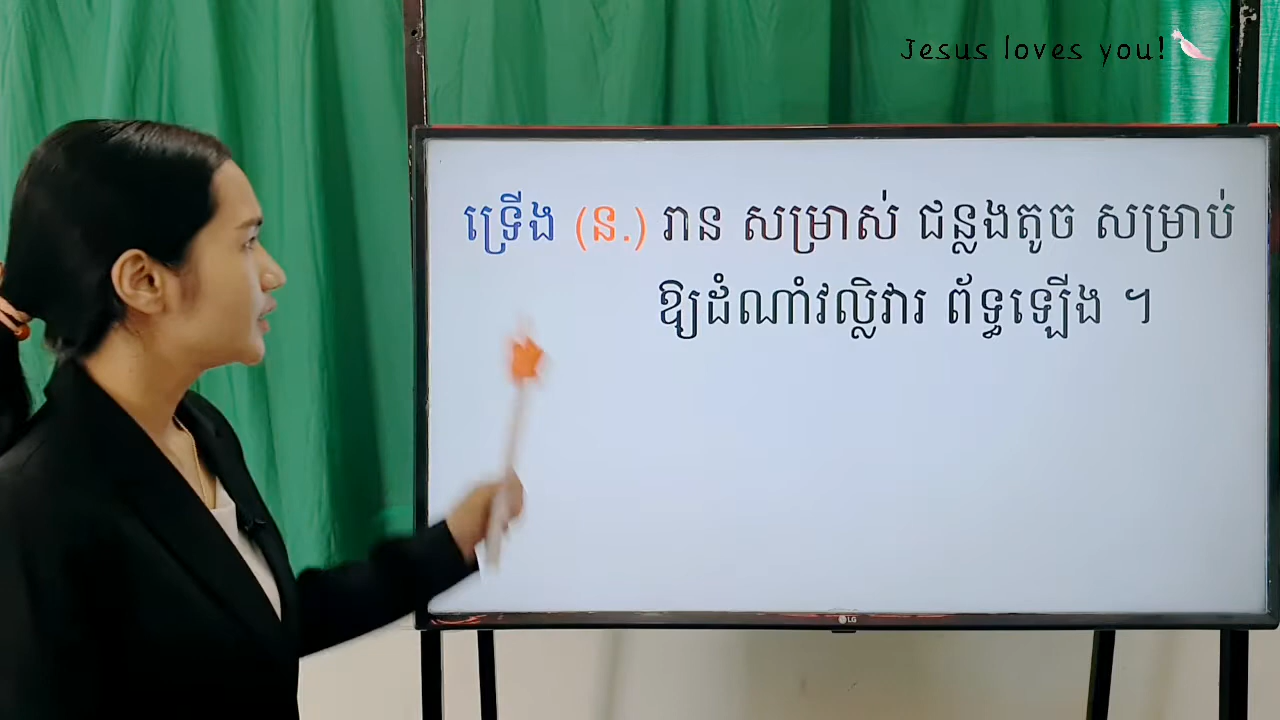 Jesus loves you!
ទ្រើង (ន.) រាន សម្រាស់ ជន្លងតូច សម្រាប់
ឱ្យដំណាំវល្លិវារ ព័ទ្ធឡើង ។
LG